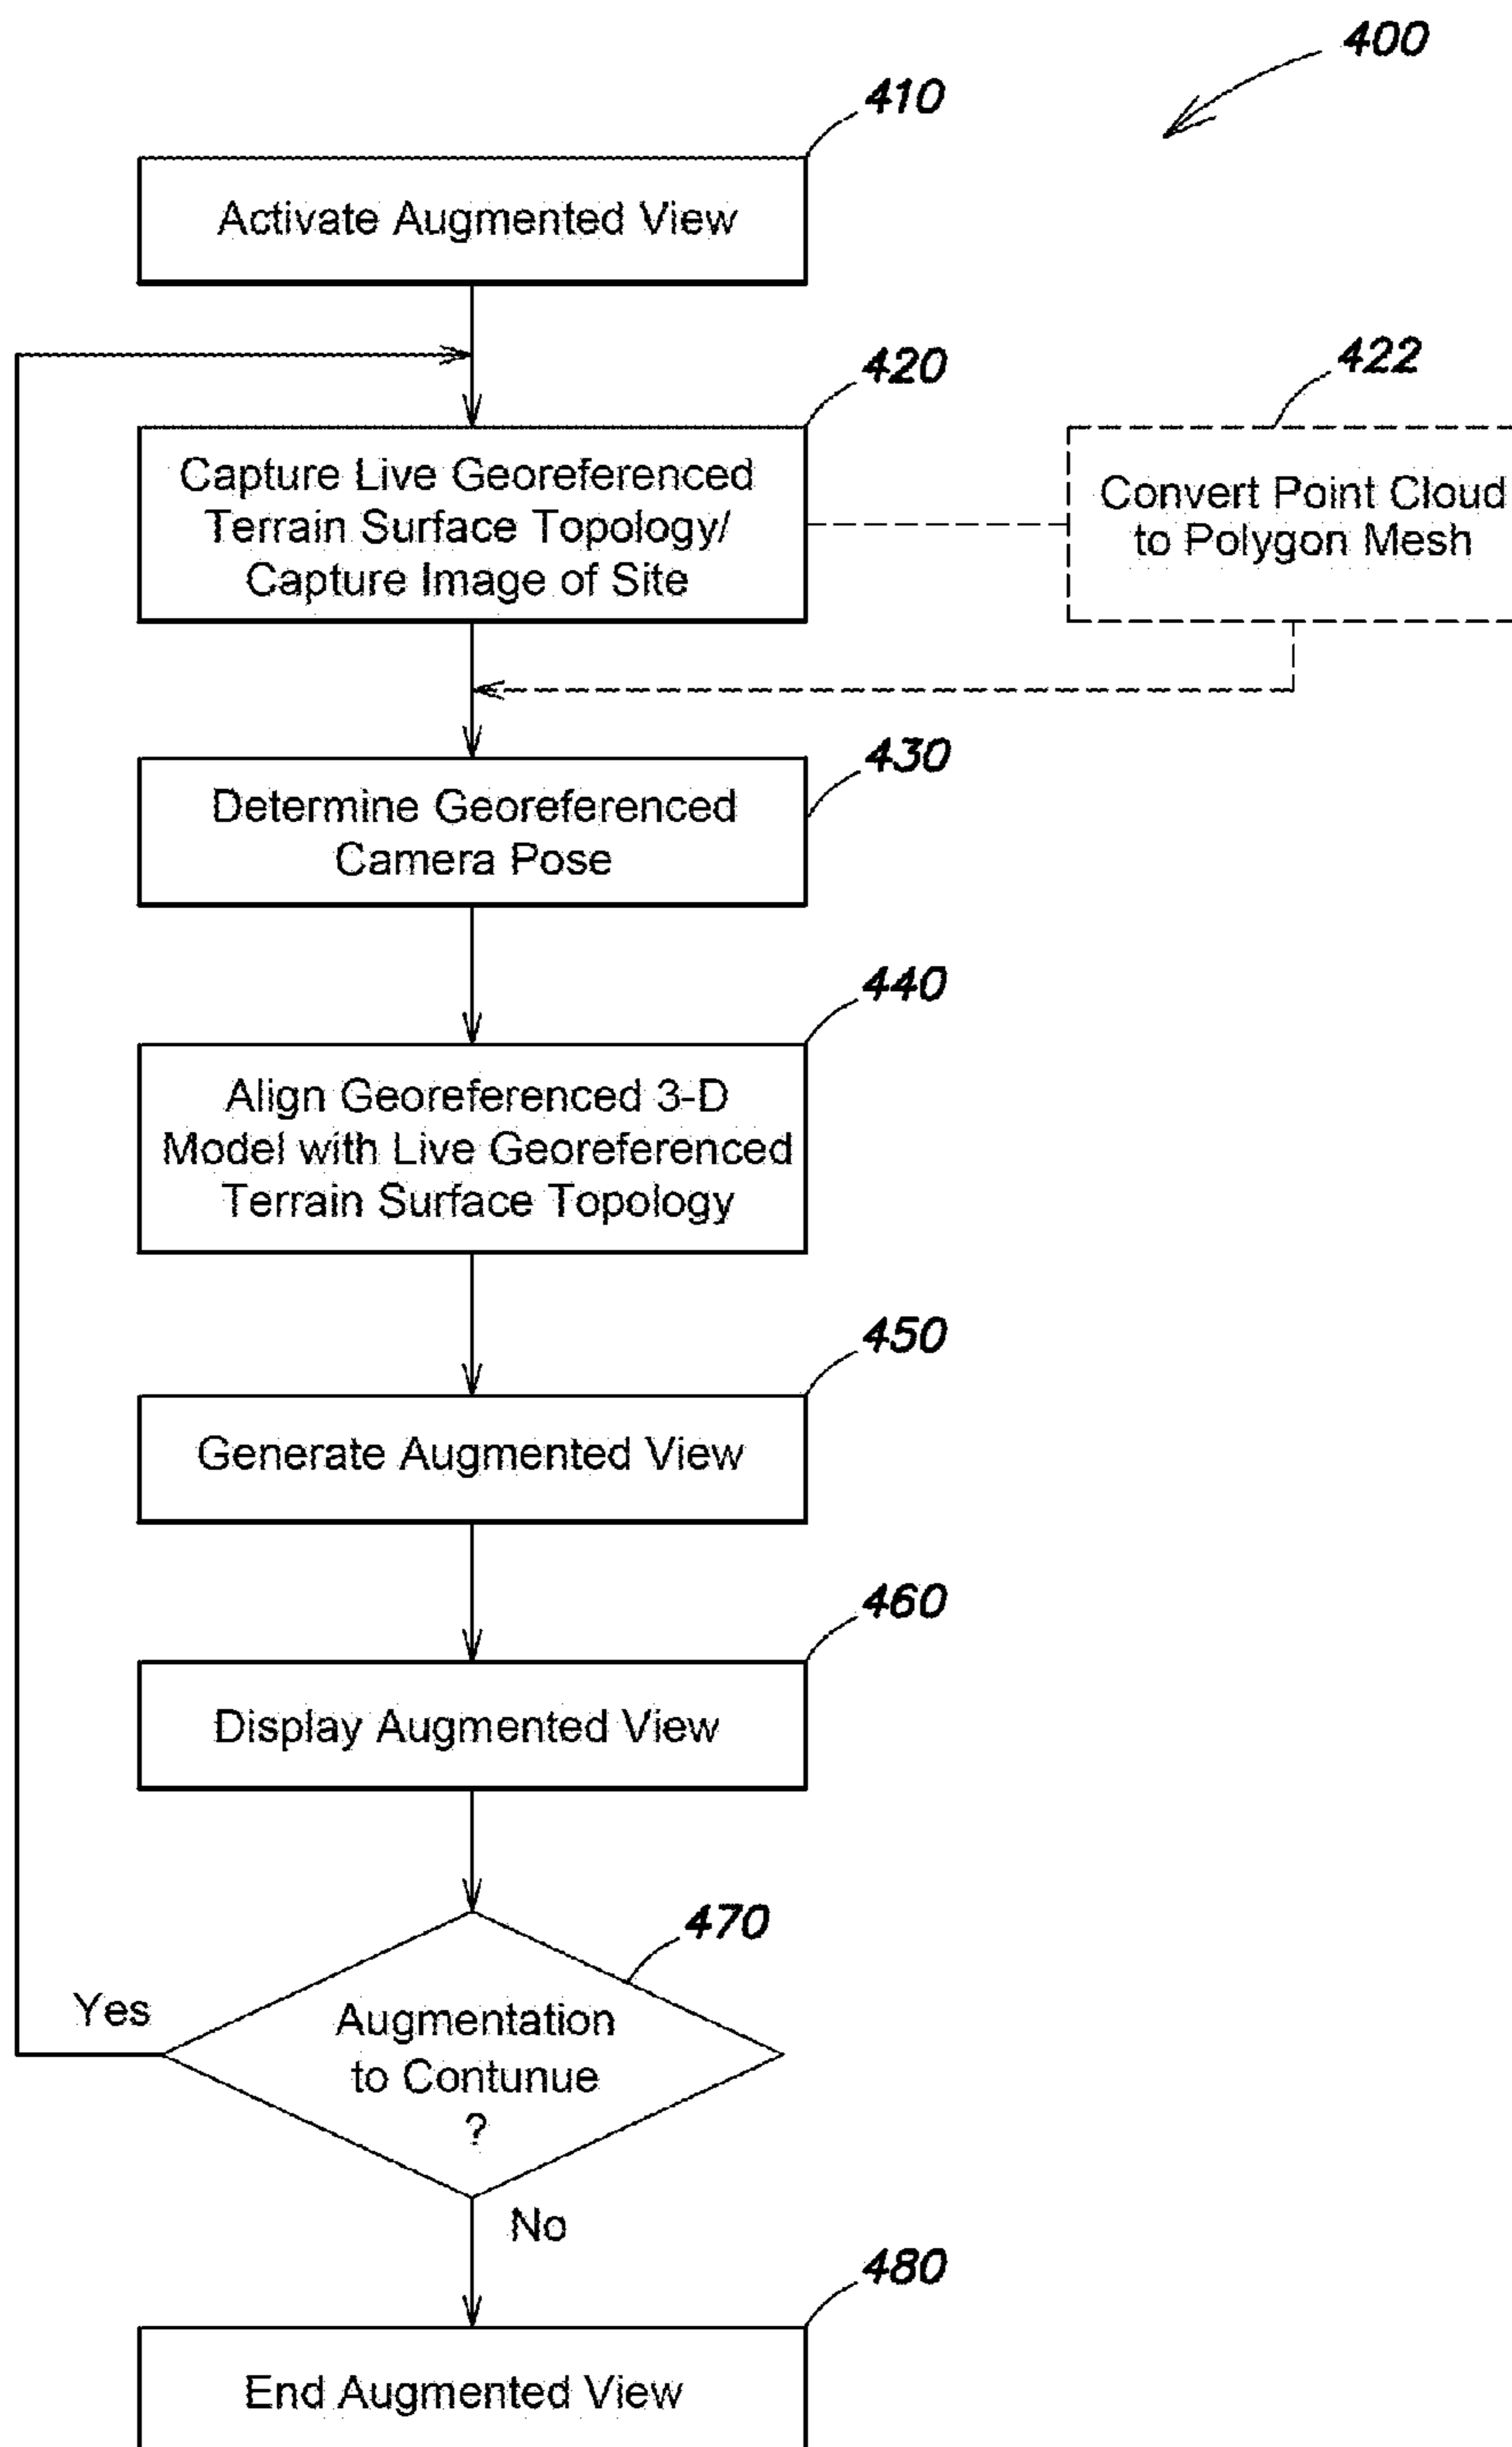 400
410
Activate Augmented View
420
Capture Live Georeferenced
Terrain Surface Topology/
Capture Image of Site
422
Convert Point Cloud
to Polygon Mesh
430
Determine Georeferenced
Camera Pose
440
Align Georeferenced 3-D
Model with Live Georeferenced
Terrain Surface Topology
450
Generate Augmented View
460
Display Augmented View
470
Yes
Augmentation
to Contunue
?
No
480
End Augmented View